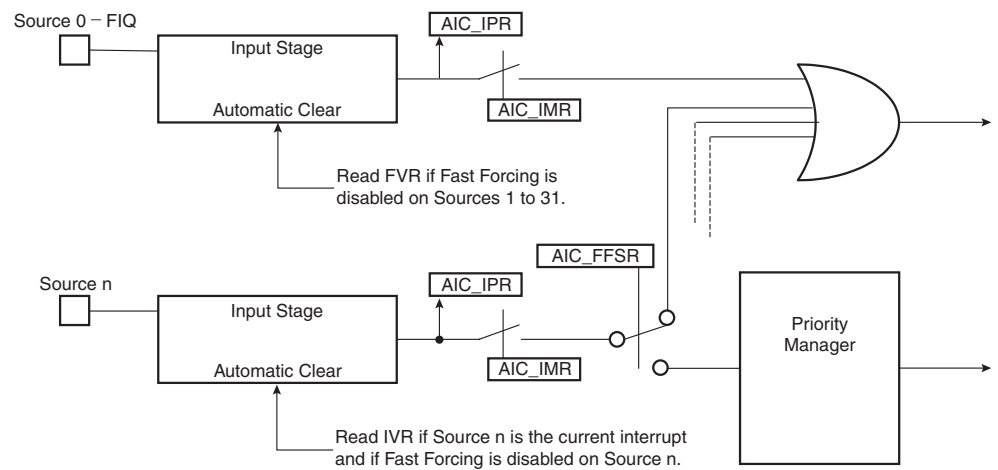 Source 0 – FIQ
AIC_IPR
Input Stage
Automatic Clear
AIC_IMR
Read FVR if Fast Forcing is
disabled on Sources 1 to 31.
AIC_FFSR
Source n
AIC_IPR
Input Stage
Priority
Manager
Automatic Clear
AIC_IMR
Read IVR if Source n is the current interrupt
and if Fast Forcing is disabled on Source n.